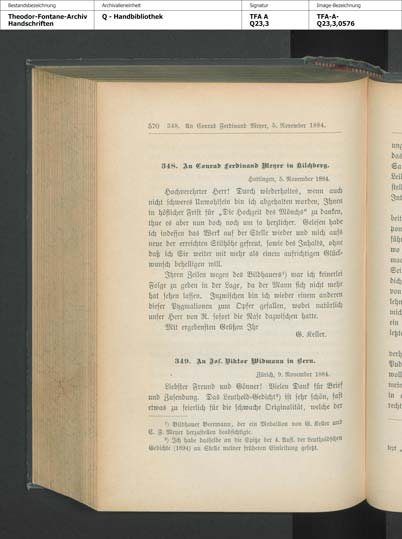 Bestandsbezeichnung Archivalieneinheit Signatur Image-Bezeichnung
Theodor-Fontane-Archiv Q - Handbibliothek TFA A TFA-A-
Handschriften Q23,3 Q23,3,0576
570 348. An Conrad Ferdinand Meyer, 5. November 1884.
348. An Conrad Ferdinand Meyer in Kilchberg.
Hottingen, 5. November 1884.
Hochverehrter Herr! Durch wiederholtes, wenn auch
nicht schweres Unwohlsein bin ich abgehalten worden, Ihnen
in höflicher Frist für „Die Hochzeit des Mönchs“ zu danken,
thue es aber nun doch noch um so herzlicher. Gelesen habe
ich indessen das Werk auf der Stelle wieder und mich aufs
neue der erreichten Stilhöhe gefreut, sowie des Inhalts, ohne
daß ich Sie weiter mit mehr als einem aufrichtigen Glück-
wunsch behelligen will.
Ihren Zeilen wegen des Bildhauers¹) war ich keinerlei
Folge zu geben in der Lage, da der Mann sich nicht mehr
hat sehen lassen. Inzwischen bin ich wieder einem anderen
dieser Pygmalionen zum Opfer gefallen, wobei natürlich
unser Herr von R. sofort die Nase dazwischen hatte.
Mit ergebensten Grüßen Ihr
G. Keller.
349. An Jos. Viktor Widmann in Bern.
Zürich, 9. November 1884.
Liebster Freund und Gönner! Vielen Dank für Brief
und Zusendung. Das Leuthold-Gedicht²) ist sehr schön, fast
etwas zu feierlich für die schwache Originalität, welche der
¹) Bildhauer Borrmann, der ein Medaillon von G. Keller und
C. F. Meyer herzustellen beabsichtigte.
²) Ich habe dasselbe an die Spitze der 4. Aufl. der Leutholdschen
Gedichte (1894) an Stelle meiner früheren Einleitung gesetzt.